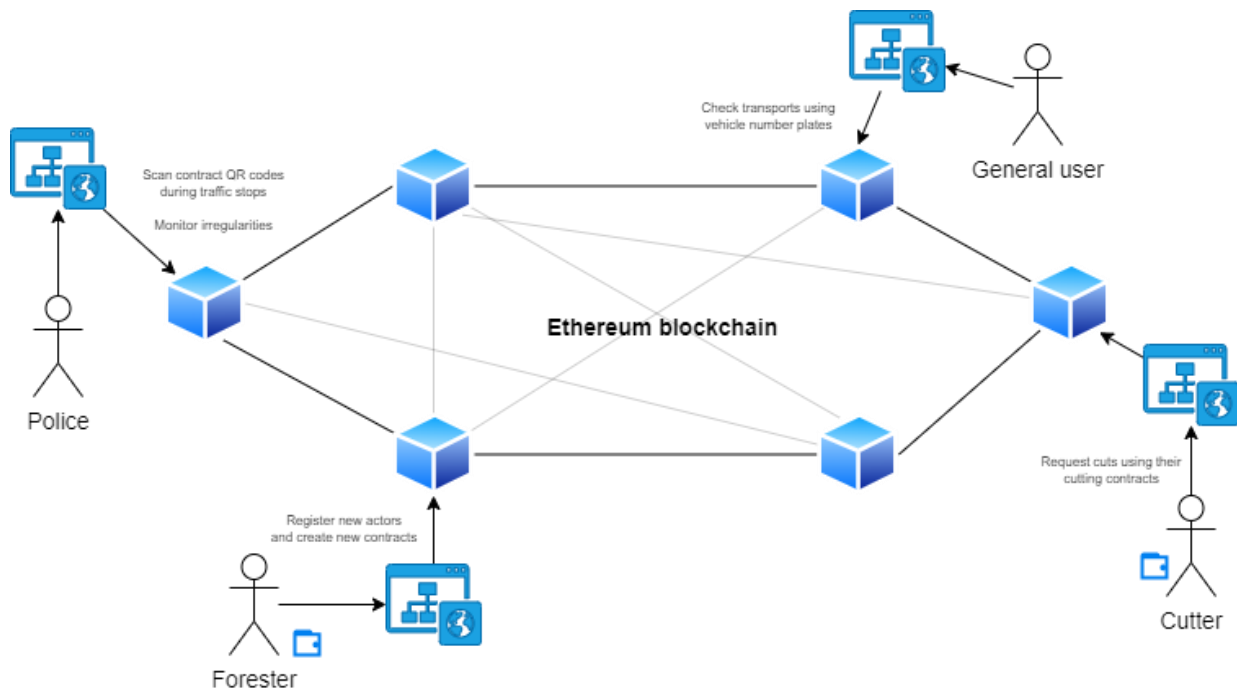 Check transports using
vehicle number plates
General user
Scan contract QR codes
during traffic stops
Monitor irregularities
Ethereum blockchain
Police
Request cuts using their
cutting contracts
Register new actors
and create new contracts
Cutter
Forester